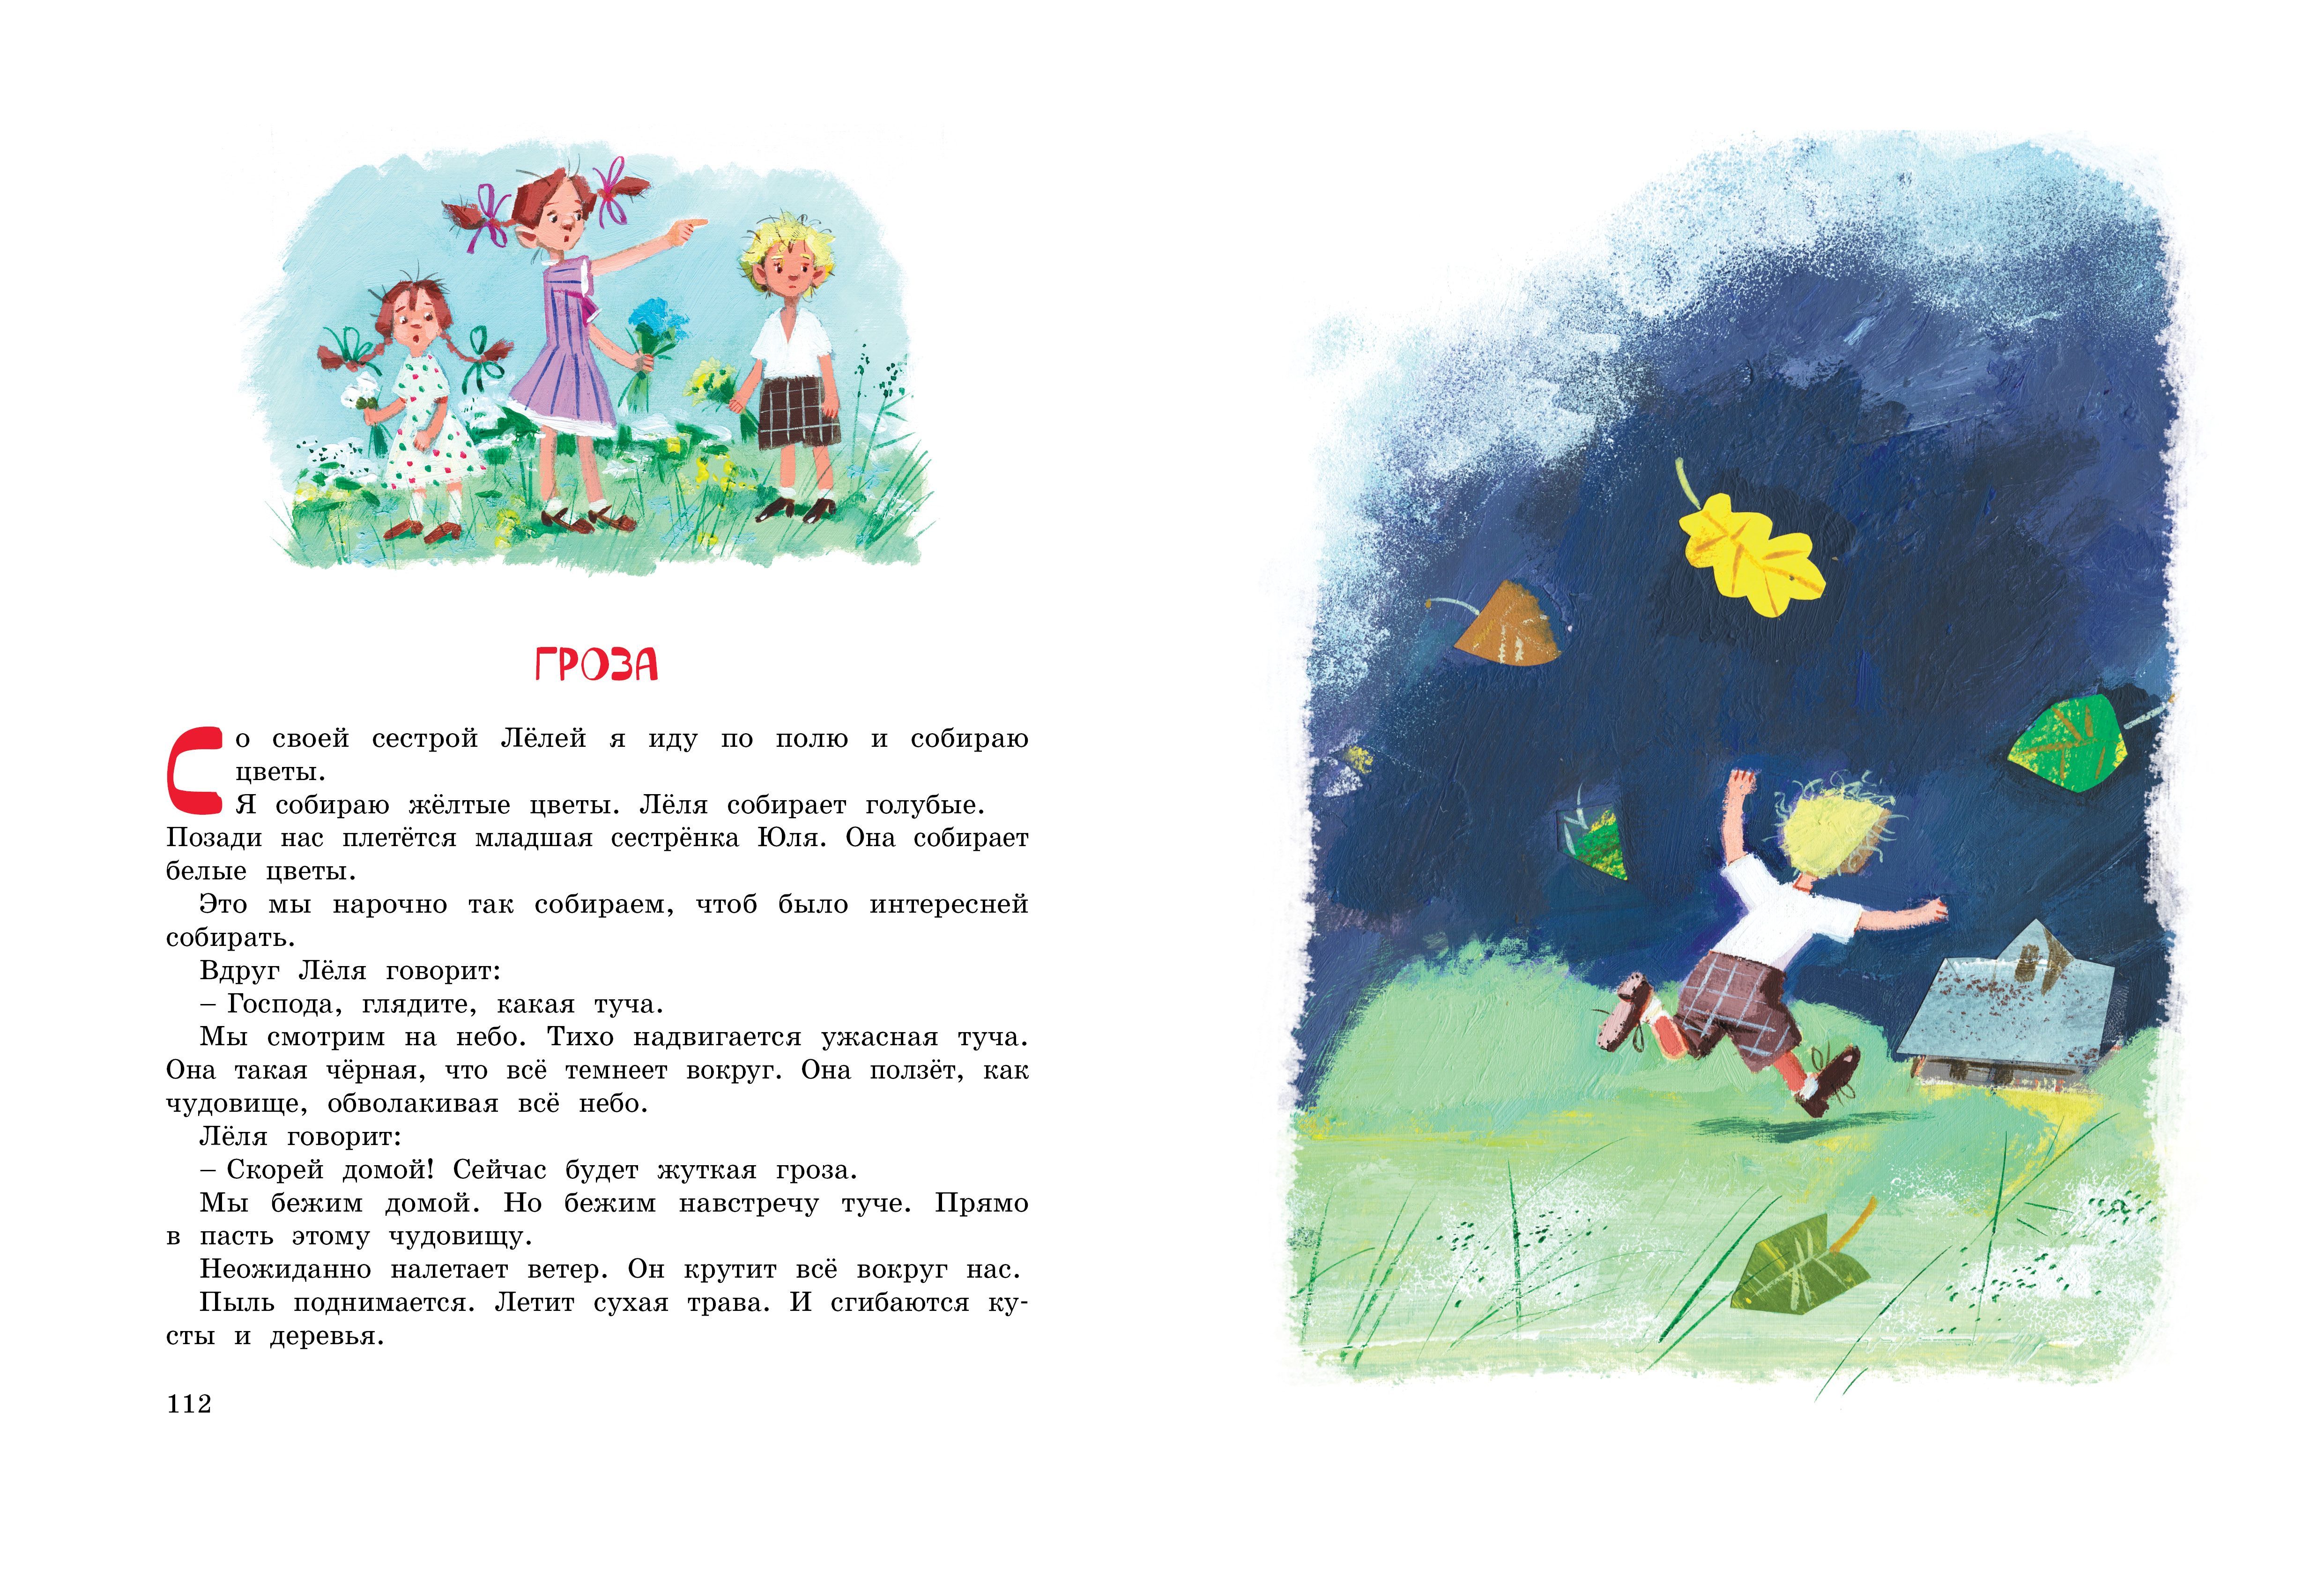 ГРОЗА
Со своей сестрой Лёлей я иду по полю и собираю
цветы.
Я собираю жёлтые цветы. Лёля собирает голубые.
Позади нас плетётся младшая сестрёнка Юля. Она собирает
белые цветы.
Это мы нарочно так собираем, чтоб было интересней
собирать.
Вдруг Лёля говорит:
– Господа, глядите, какая туча.
Мы смотрим на небо. Тихо надвигается ужасная туча.
Она такая чёрная, что всё темнеет вокруг. Она ползёт, как
чудовище, обволакивая всё небо.
Лёля говорит:
– Скорей домой! Сейчас будет жуткая гроза.
Мы бежим домой. Но бежим навстречу туче. Прямо
в пасть этому чудовищу.
Неожиданно налетает ветер. Он крутит всё вокруг нас.
Пыль поднимается. Летит сухая трава. И сгибаются ку-
сты и деревья.
112